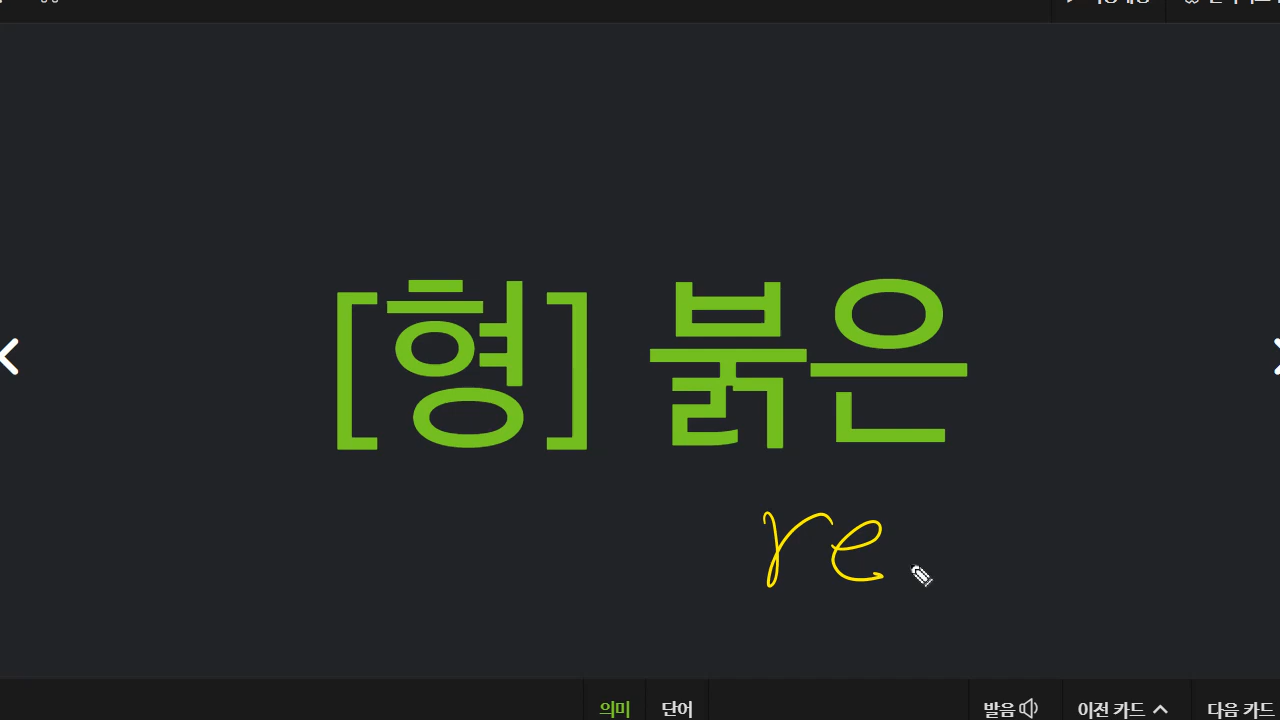 [형] 붉은
re
의미 단어 발음 이전 카드 다음 카드